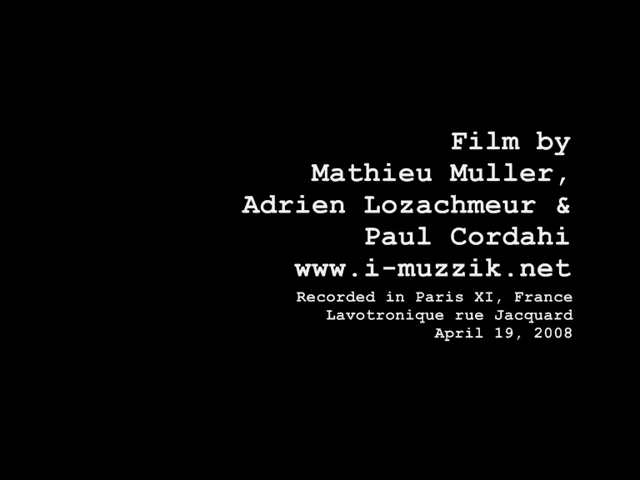 Film by
Mathieu Muller,
Adrien Lozachmeur &
Paul Cordahi
www.i-muzzik.net
Recorded in Paris XI, France
Lavotronique rue Jacquard
April 19, 2008